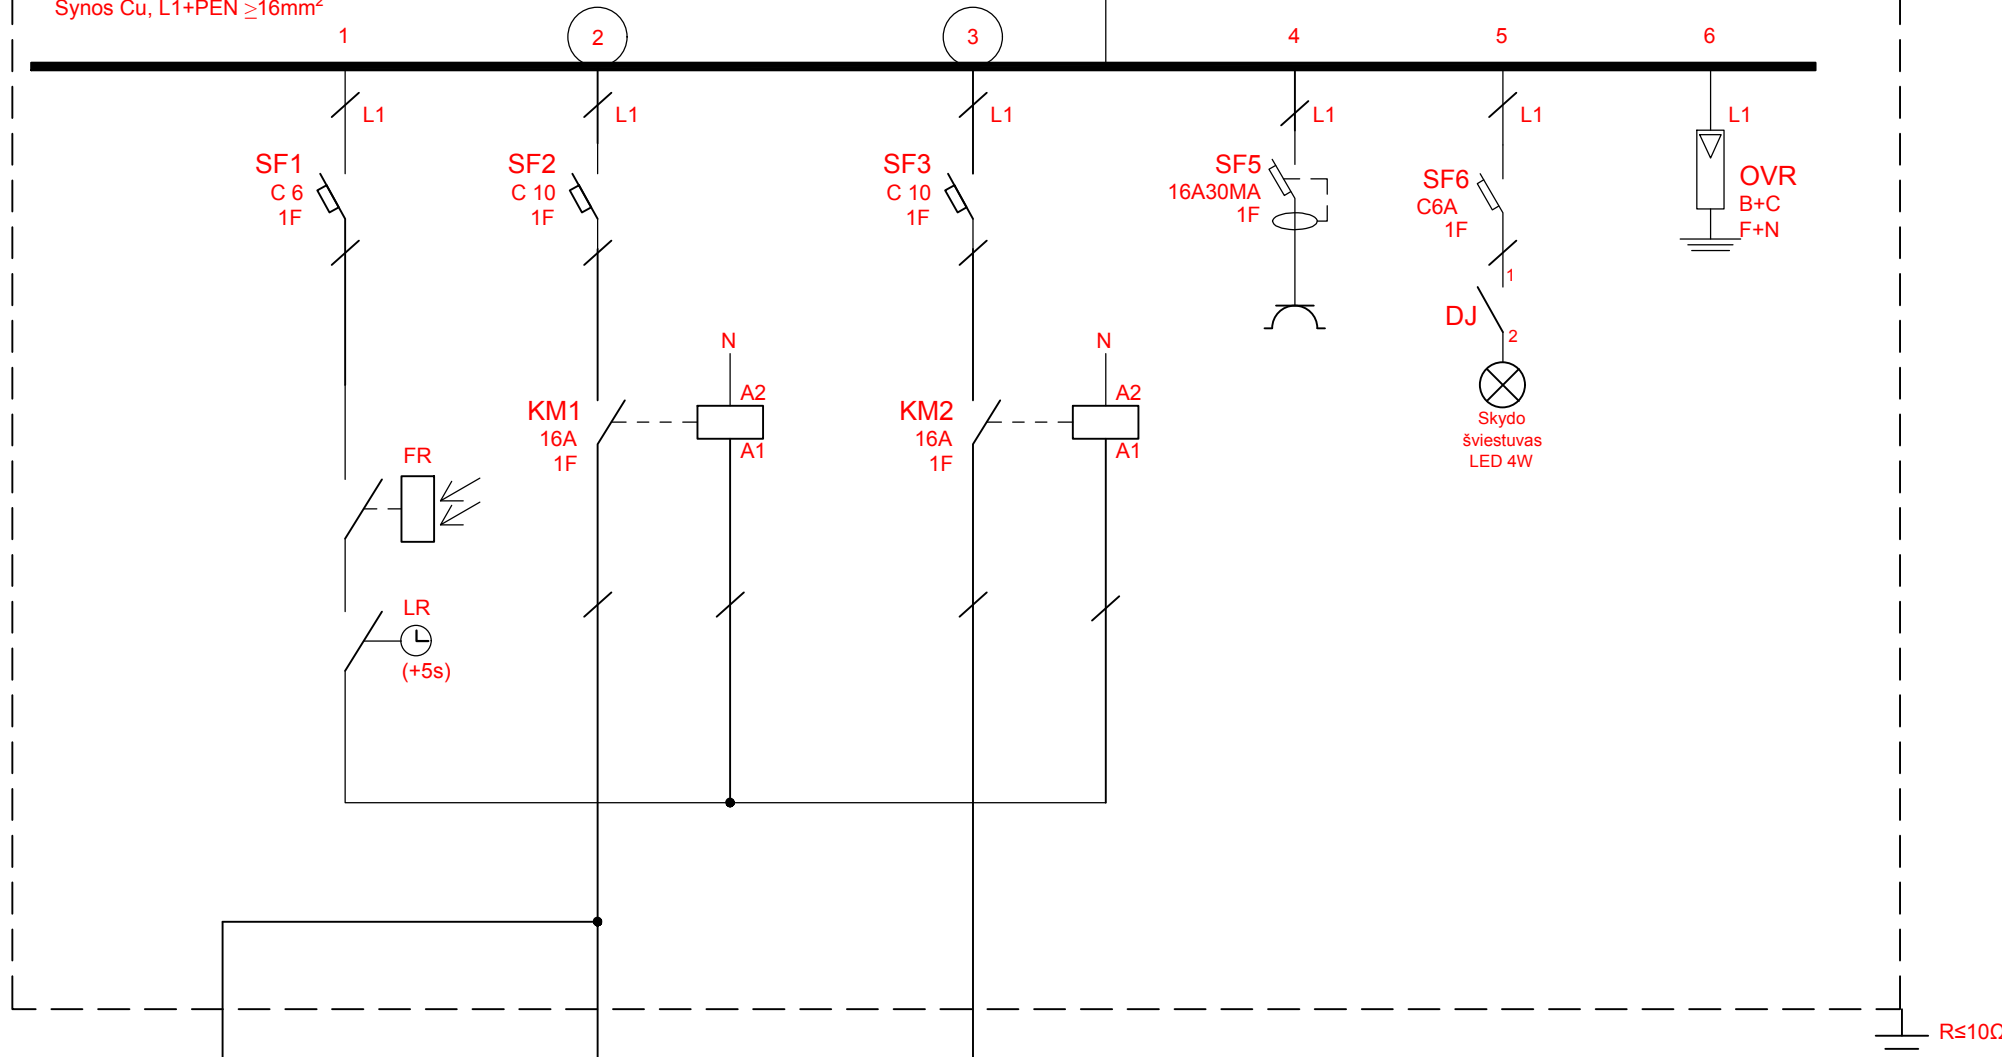 Synos Cu, L1+PEN ≥16mm²
1
2
3
4
5
6
L1
L1
L1
L1
L1
L1
SF1
C 6
1F
SF2
C 10
1F
SF3
C 10
1F
SF5
16A30MA
1F
SF6
C6A
1F
OVR
B+C
F+N
1
DJ
2
Skydo
šviestuvas
LED 4W
N
A2
KM1
16A
1F
A1
N
A2
KM2
16A
1F
A1
FR
LR
(+5s)
R≤10Ω